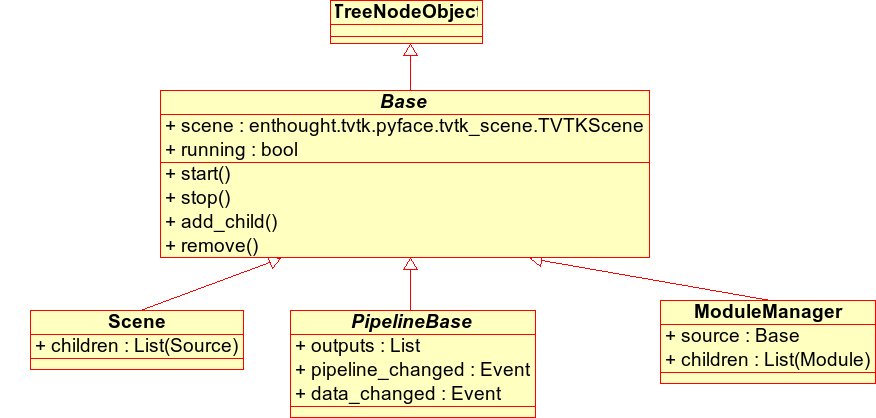 TreeNodeObject
Base
+ scene : enthought.tvtk.pyface.tvtk_scene.TVTKScene
+ running : bool
+ start()
+ stop()
+ add_child()
+ remove()
Scene
+ children : List(Source)
PipelineBase
+ outputs : List
+ pipeline_changed : Event
+ data_changed : Event
ModuleManager
+ source : Base
+ children : List(Module)